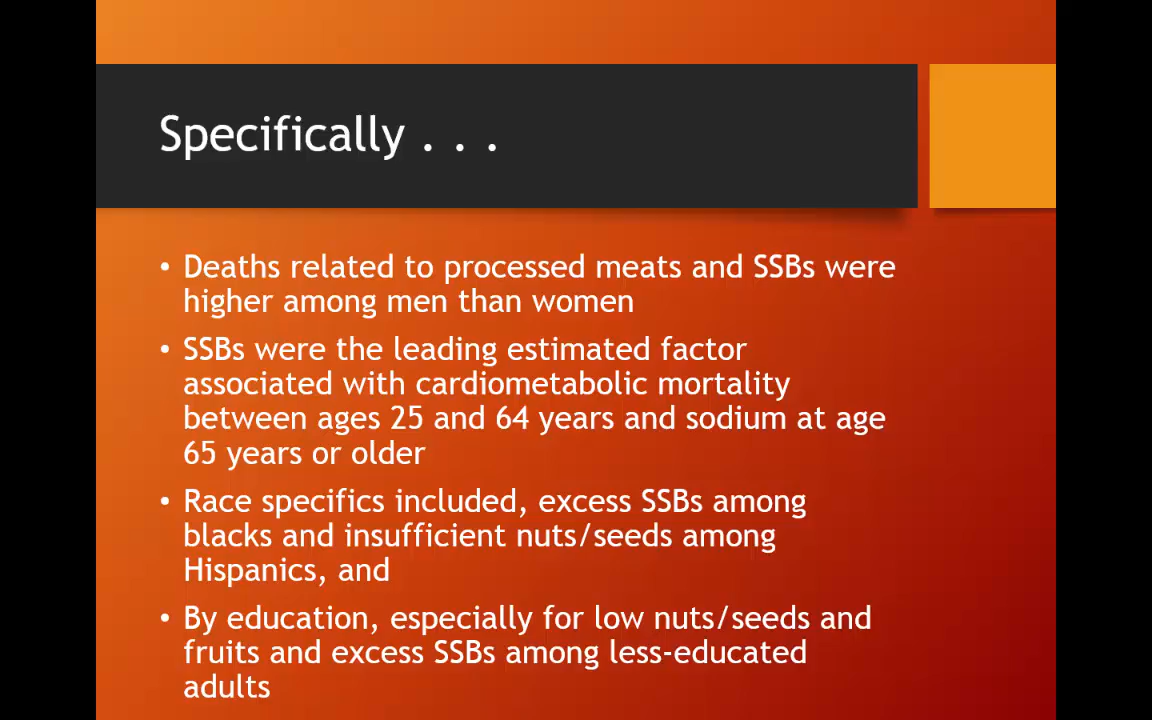 Specifically . . .
• Deaths related to processed meats and SSBs were
higher among men than women
• SSBs were the leading estimated factor
associated with cardiometabolic mortality
between ages 25 and 64 years and sodium at age
65 years or older
• Race specifics included, excess SSBs among
blacks and insufficient nuts/seeds among
Hispanics, and
• By education, especially for low nuts/seeds and
fruits and excess SSBs among less-educated
adults